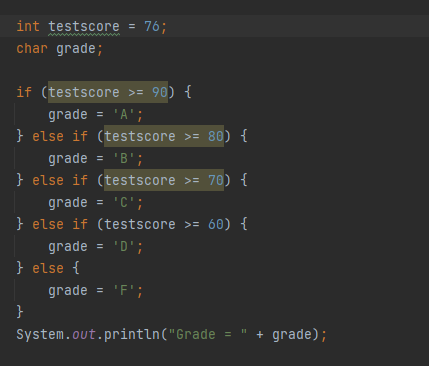 int testscore = 76;
char grade;

if (testscore >= 90) {
    grade = 'A';
} else if (testscore >= 80) {
    grade = 'B';
} else if (testscore >= 70) {
    grade = 'C';
} else if (testscore >= 60) {
    grade = 'D';
} else {
    grade = 'F';
}
System.out.println("Grade = " + grade);